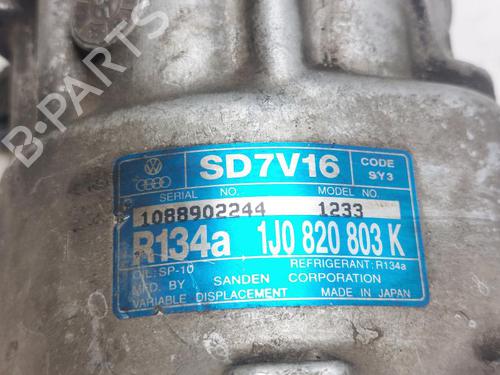 B-PARTS
SD7V16
CODE
SY3
SERIAL NO. MODEL NO.
1088902244 1233
R134a 1J0 820 803 K
OIL:SP-10 REFRIGERANT:R134a
MFD. BY SANDEN CORPORATION
VARIABLE DISPLACEMENT MADE IN JAPAN